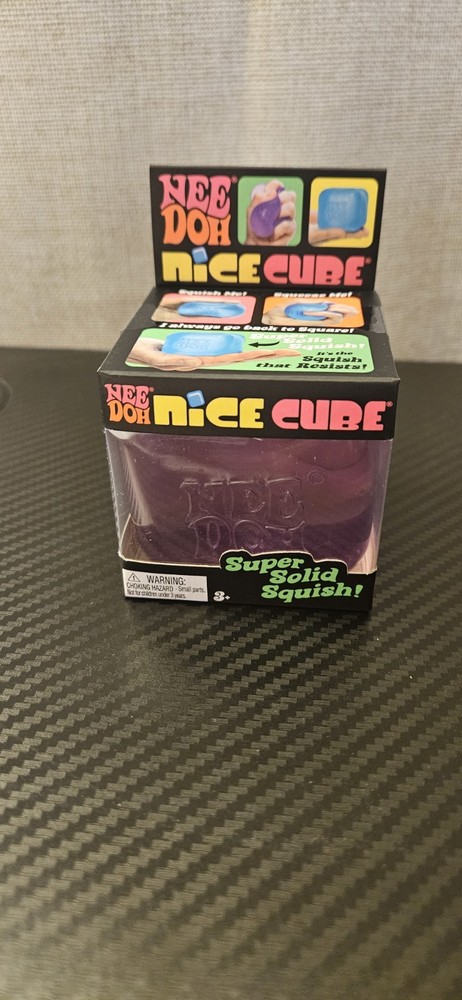 NEE
DOH®
NiCE CUBE®
Squish Me!
Squeeze Me!
I always go back to Square!
Super
Solid
Squish!
It's the
Squish
that Resists!
NEE®
DOH
NiCE CUBE®
NEE
DOH
Super
Solid
Squish!
WARNING:
CHOKING HAZARD - Small parts.
Not for children under 3 years.
3+